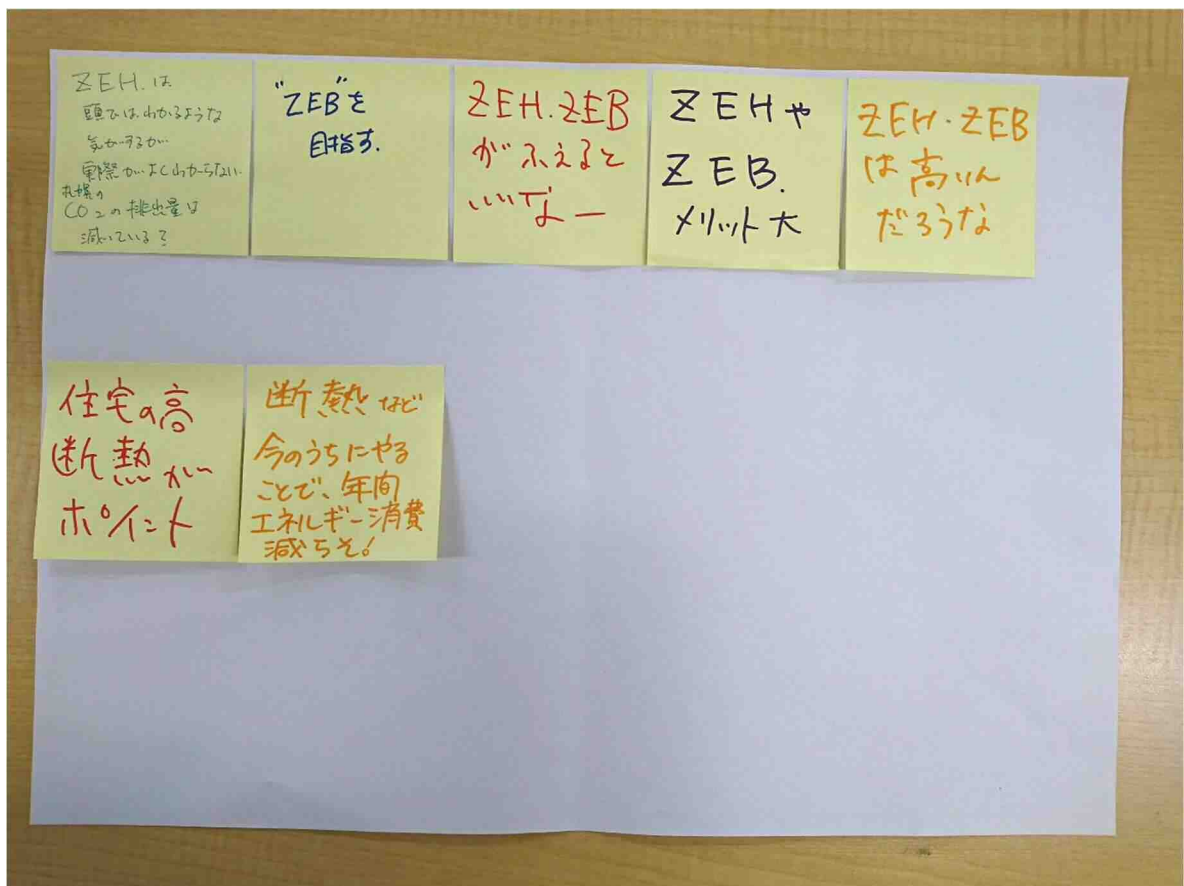 ZEH.は
頭ではわかるような
気がするが
実際がよくわからない.
札幌の
CO₂の排出量は
減っている?
"ZEB"を
目指す.
ZEH.ZEB
がふえると
いいなー
ZEHや
ZEB.
メリット大
ZEH・ZEB
は高いん
だろうな
住宅の高
断熱が
ポイント
断熱など
今のうちにやる
ことで、年間
エネルギー消費
減らそ!